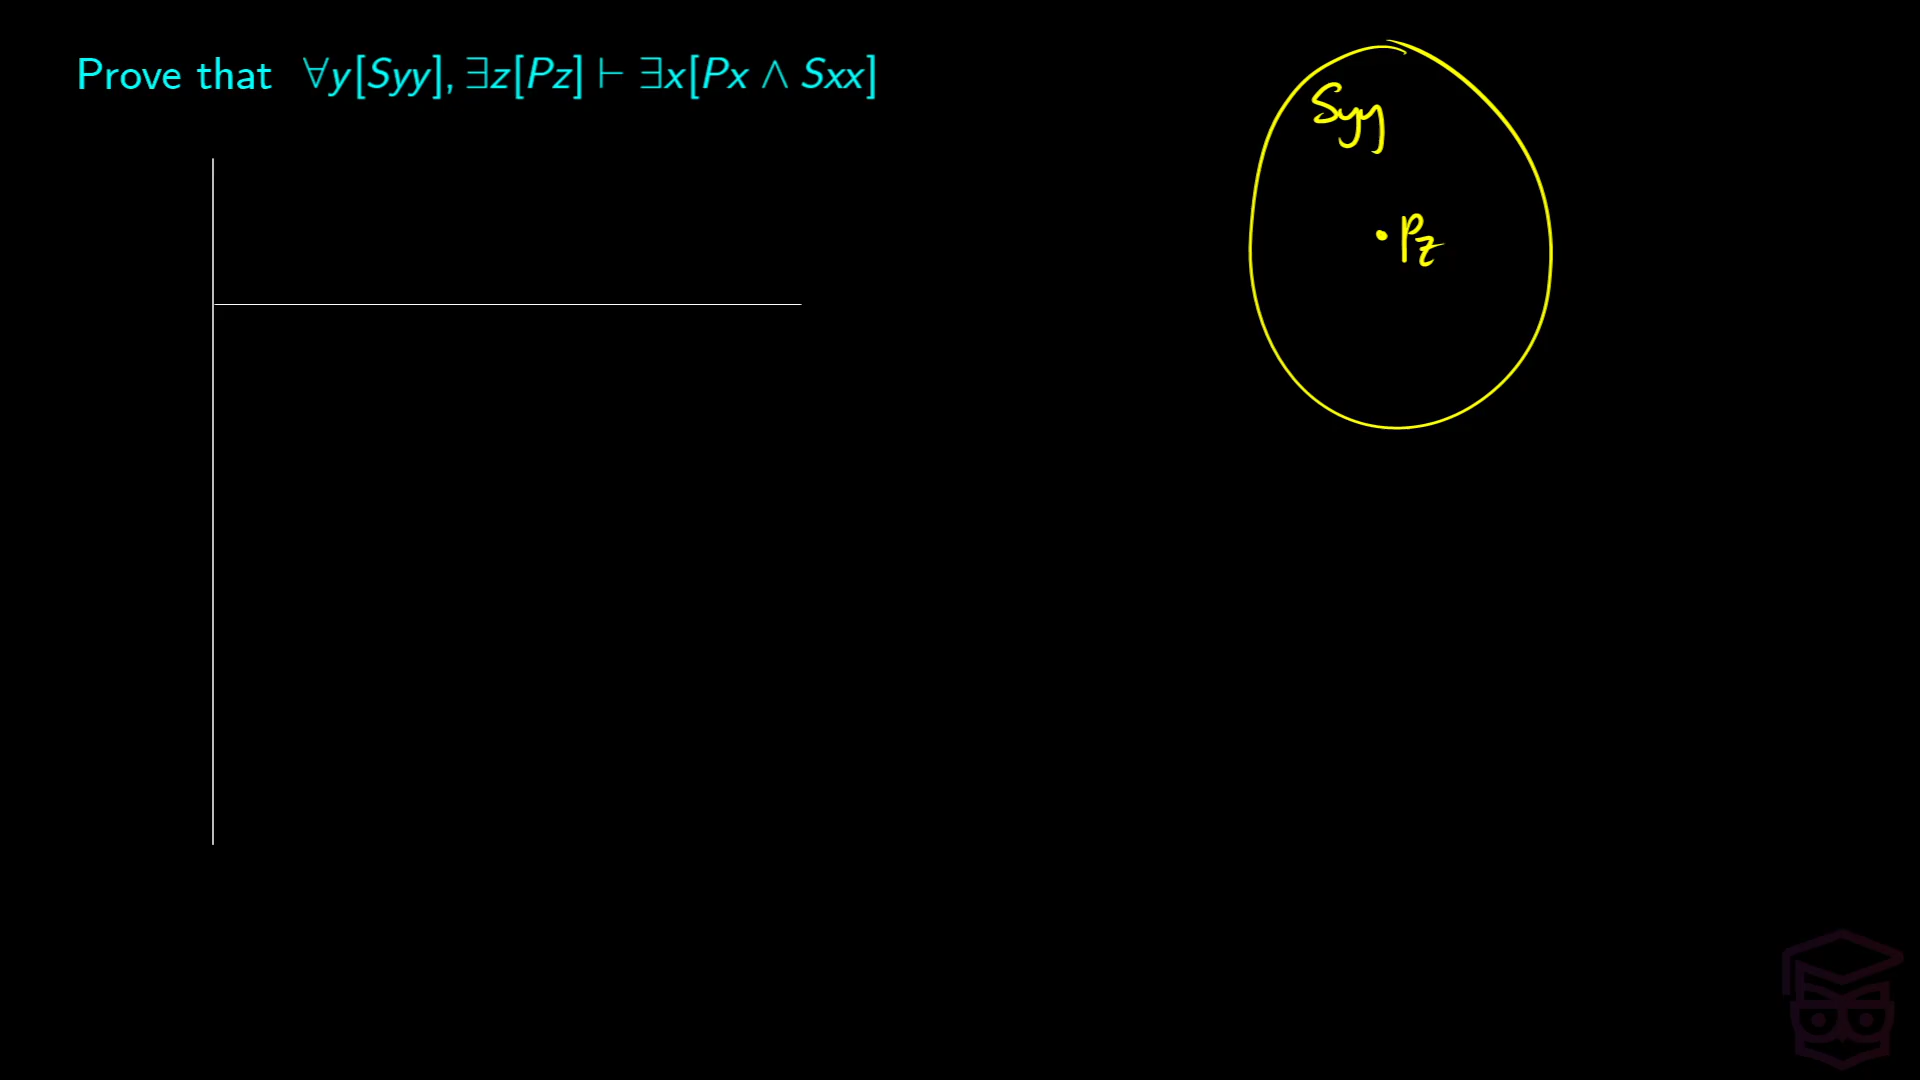 Prove that ∀y[Syy], ∃z[Pz] ⊢ ∃x[Px ∧ Sxx]
Syy
Pz